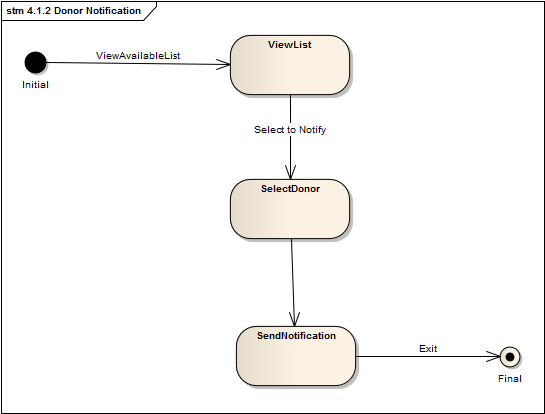 stm 4.1.2 Donor Notification
ViewList
ViewAvailableList
Initial
Select to Notify
SelectDonor
SendNotification
Exit
Final